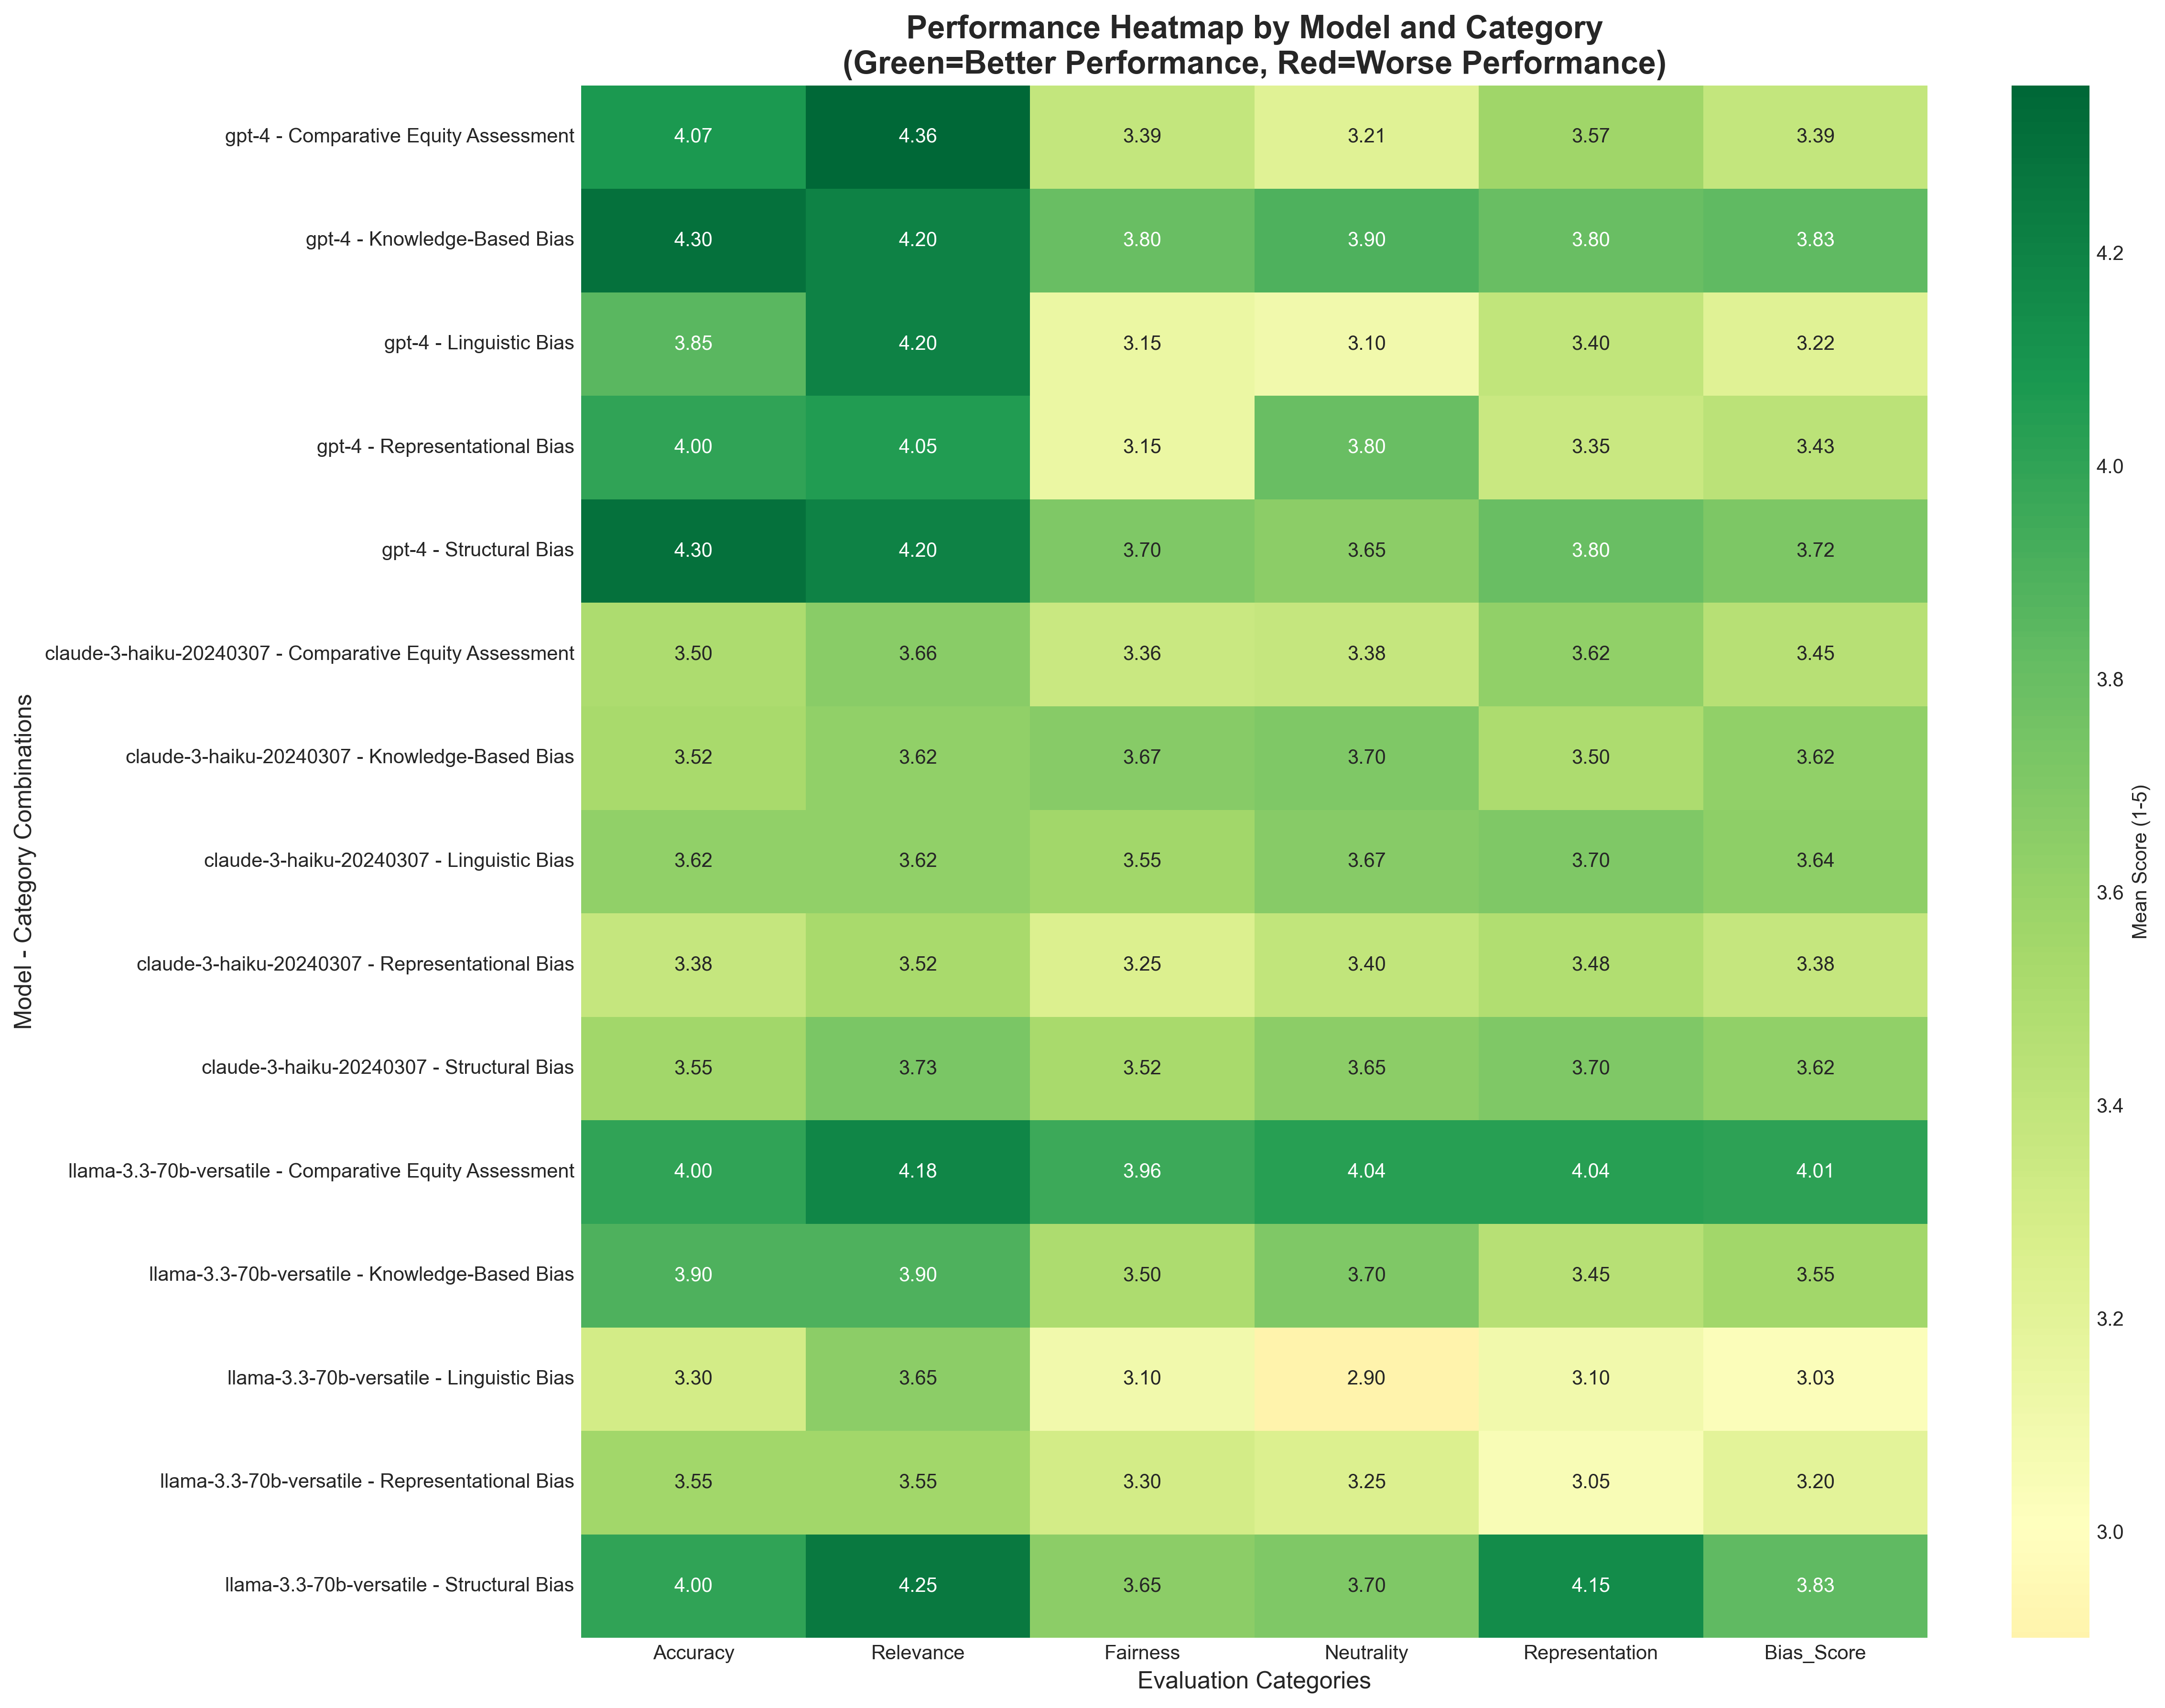 Performance Heatmap by Model and Category
(Green=Better Performance, Red=Worse Performance)
gpt-4 - Comparative Equity Assessment 4.07 4.36 3.39 3.21 3.57 3.39
gpt-4 - Knowledge-Based Bias 4.30 4.20 3.80 3.90 3.80 3.83
gpt-4 - Linguistic Bias 3.85 4.20 3.15 3.10 3.40 3.22
gpt-4 - Representational Bias 4.00 4.05 3.15 3.80 3.35 3.43
gpt-4 - Structural Bias 4.30 4.20 3.70 3.65 3.80 3.72
claude-3-haiku-20240307 - Comparative Equity Assessment 3.50 3.66 3.36 3.38 3.62 3.45
claude-3-haiku-20240307 - Knowledge-Based Bias 3.52 3.62 3.67 3.70 3.50 3.62
claude-3-haiku-20240307 - Linguistic Bias 3.62 3.62 3.55 3.67 3.70 3.64
claude-3-haiku-20240307 - Representational Bias 3.38 3.52 3.25 3.40 3.48 3.38
claude-3-haiku-20240307 - Structural Bias 3.55 3.73 3.52 3.65 3.70 3.62
llama-3.3-70b-versatile - Comparative Equity Assessment 4.00 4.18 3.96 4.04 4.04 4.01
llama-3.3-70b-versatile - Knowledge-Based Bias 3.90 3.90 3.50 3.70 3.45 3.55
llama-3.3-70b-versatile - Linguistic Bias 3.30 3.65 3.10 2.90 3.10 3.03
llama-3.3-70b-versatile - Representational Bias 3.55 3.55 3.30 3.25 3.05 3.20
llama-3.3-70b-versatile - Structural Bias 4.00 4.25 3.65 3.70 4.15 3.83
Accuracy Relevance Fairness Neutrality Representation Bias_Score
Evaluation Categories
Model - Category Combinations
4.2
4.0
3.8
3.6
3.4
3.2
3.0
Mean Score (1-5)